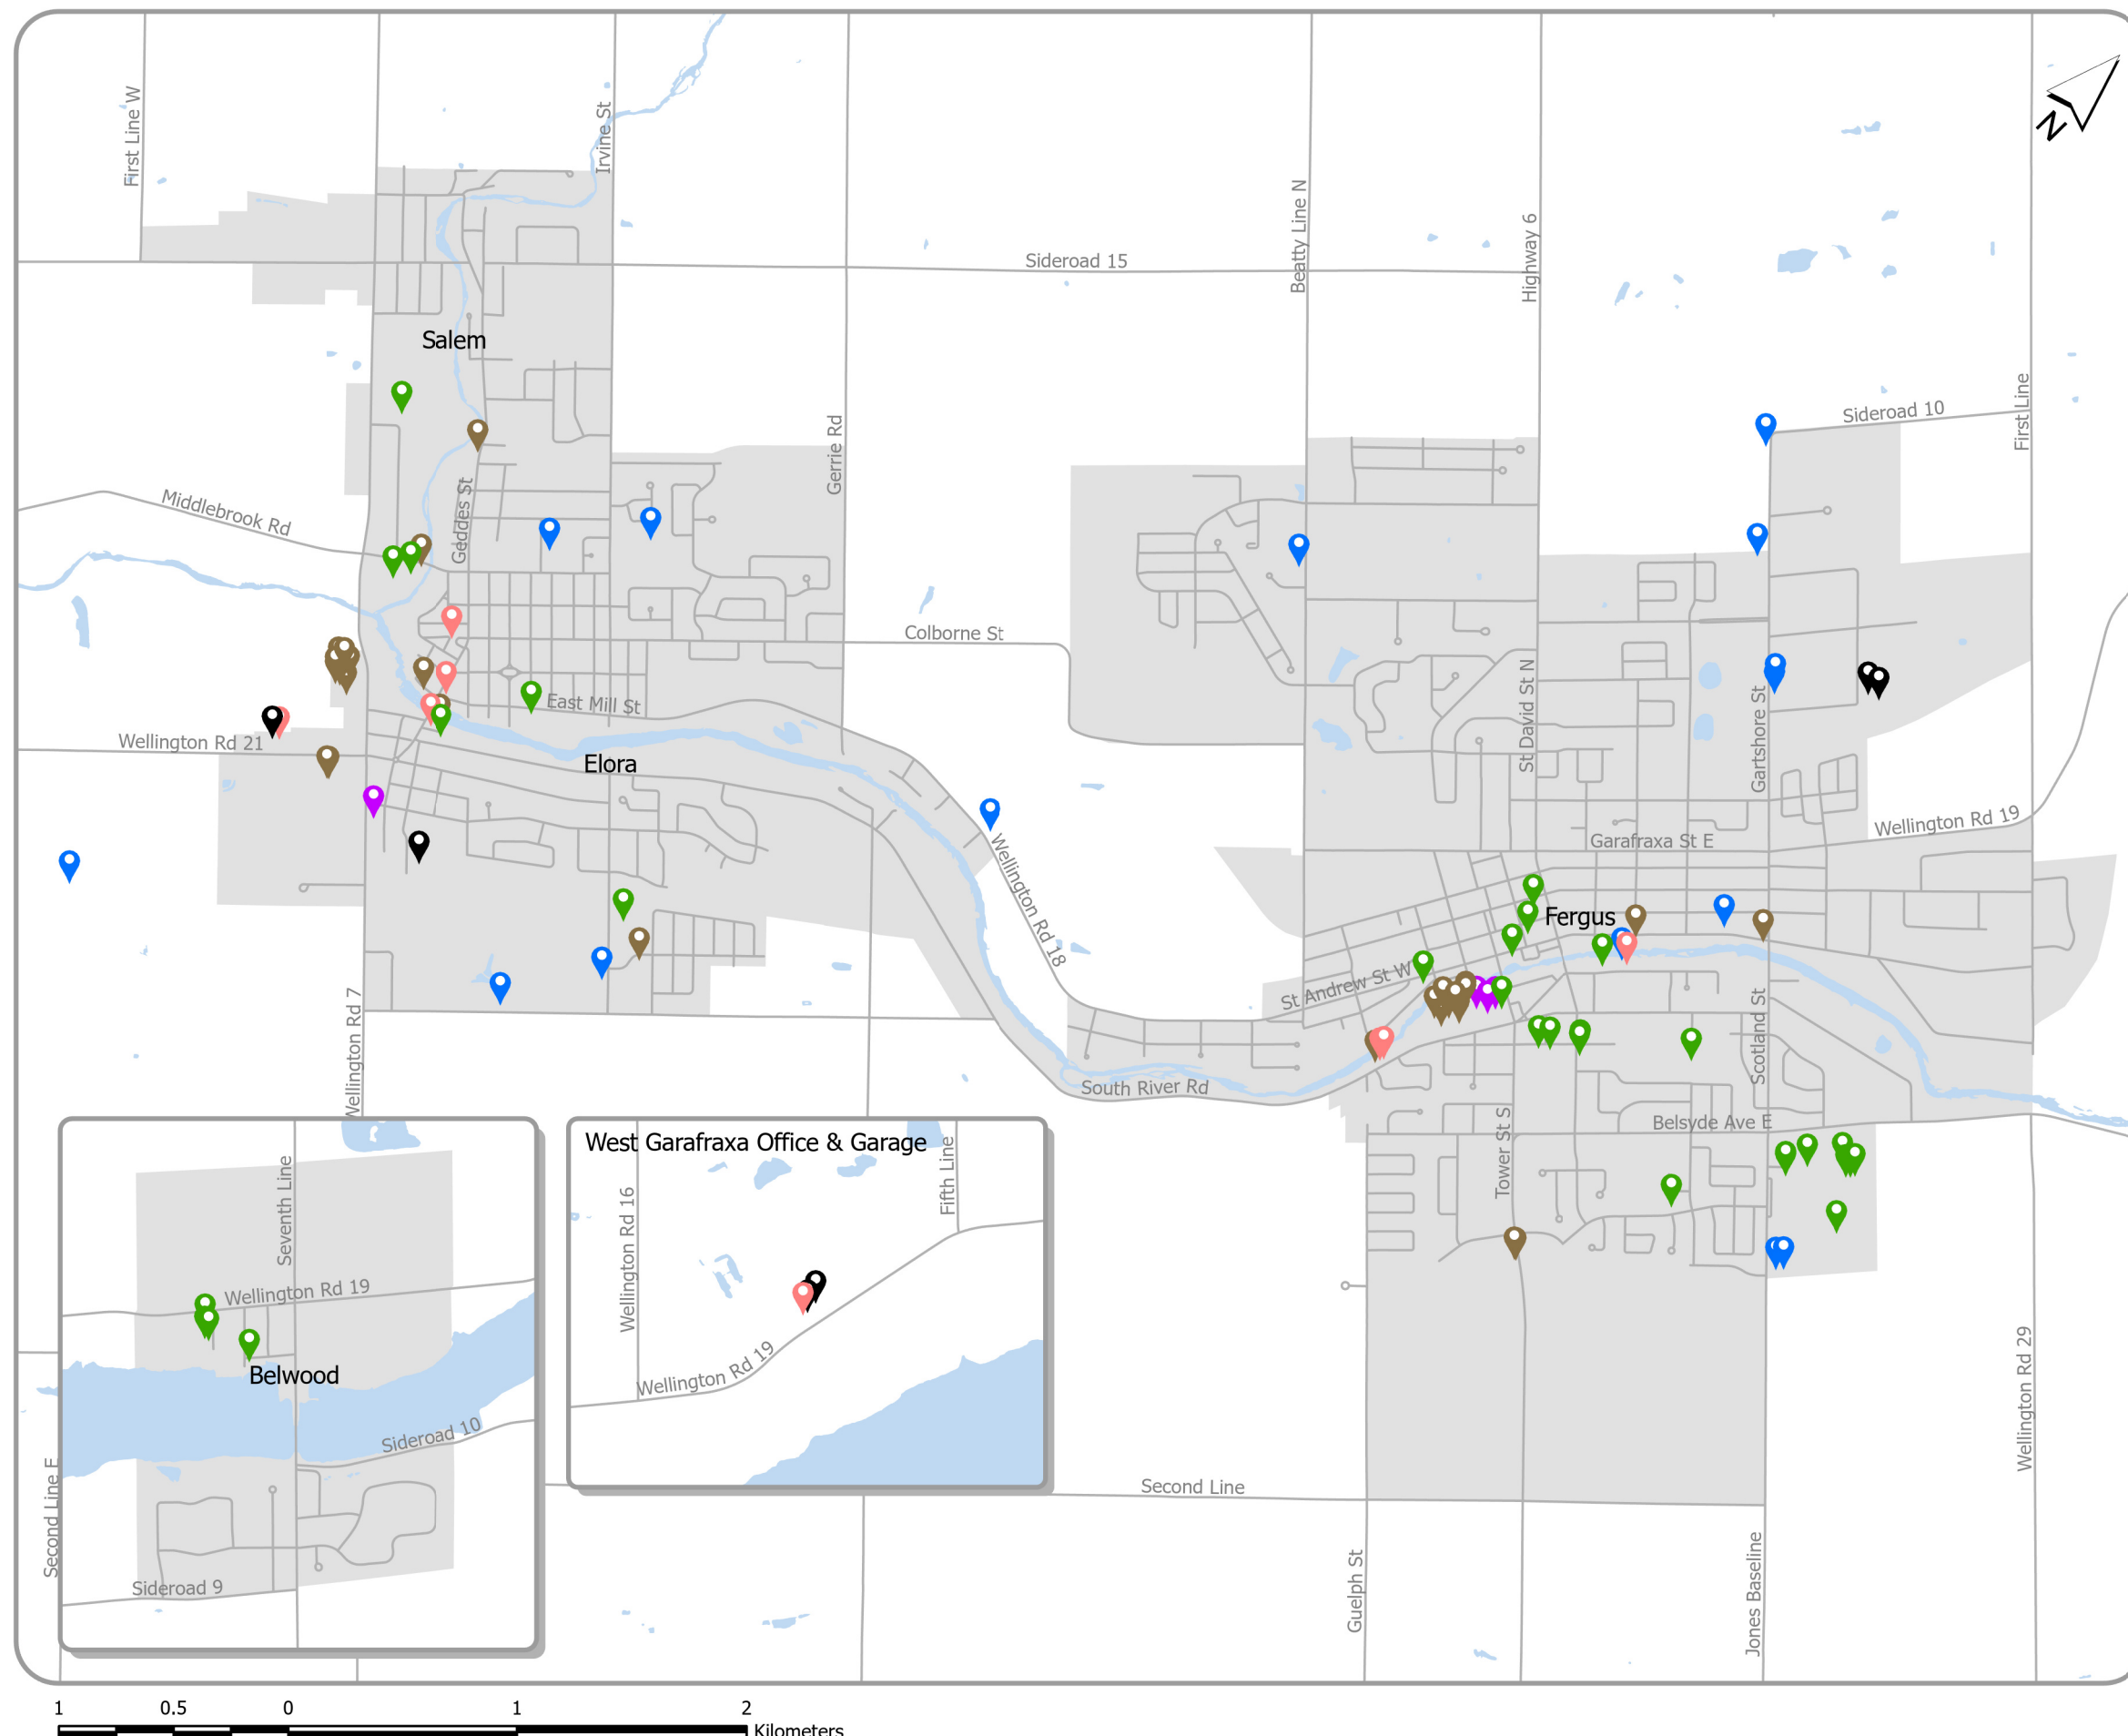 First Line W
Irvine St
Beatty Line N
Highway 6
N
Sideroad 15
Salem
Gerrie Rd
Sideroad 10
First Line
Middlebrook Rd
Geddes St
Colborne St
St David St N
Gartshore St
East Mill St
Wellington Rd 21
Elora
Wellington Rd 18
Garafraxa St E
Wellington Rd 19
Fergus
St Andrew St W
Wellington Rd 7
South River Rd
Scotland St
Belsyde Ave E
Tower St S
West Garafraxa Office & Garage
Seventh Line
Wellington Rd 16
Fifth Line
Wellington Rd 19
Wellington Rd 19
Belwood
Sideroad 10
Second Line E
Second Line
Sideroad 9
Guelph St
Jones Baseline
Wellington Rd 29
1 0.5 0 1 2
Kilometers